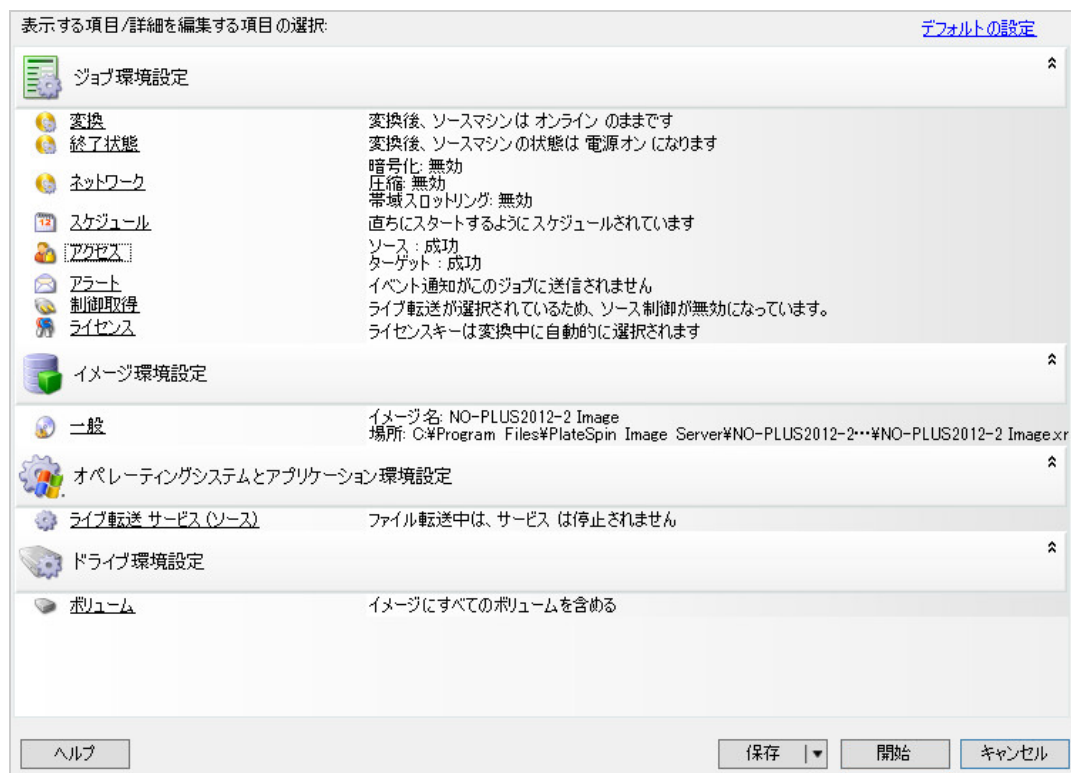 表示する項目/詳細を編集する項目の選択:
デフォルトの設定
ジョブ環境設定
変換 変換後、ソースマシンは オンライン のままです
終了状態 変換後、ソースマシンの状態は 電源オン になります
暗号化: 無効
ネットワーク 圧縮: 無効
帯域スロットリング: 無効
12
スケジュール 直ちにスタートするようにスケジュールされています
アクセス ソース : 成功
ターゲット : 成功
アラート イベント通知がこのジョブに送信されません
制御取得 ライブ転送が選択されているため、ソース制御が無効になっています。
ライセンス ライセンスキーは変換中に自動的に選択されます
イメージ環境設定
一般 イメージ名: NO-PLUS2012-2 Image
場所: C:¥Program Files¥PlateSpin Image Server¥NO-PLUS2012-2…¥NO-PLUS2012-2 Image.xr
オペレーティングシステムとアプリケーション環境設定
ライブ転送 サービス (ソース) ファイル転送中は、サービス は停止されません
ドライブ環境設定
ボリューム イメージにすべてのボリュームを含める
ヘルプ 保存 開始 キャンセル